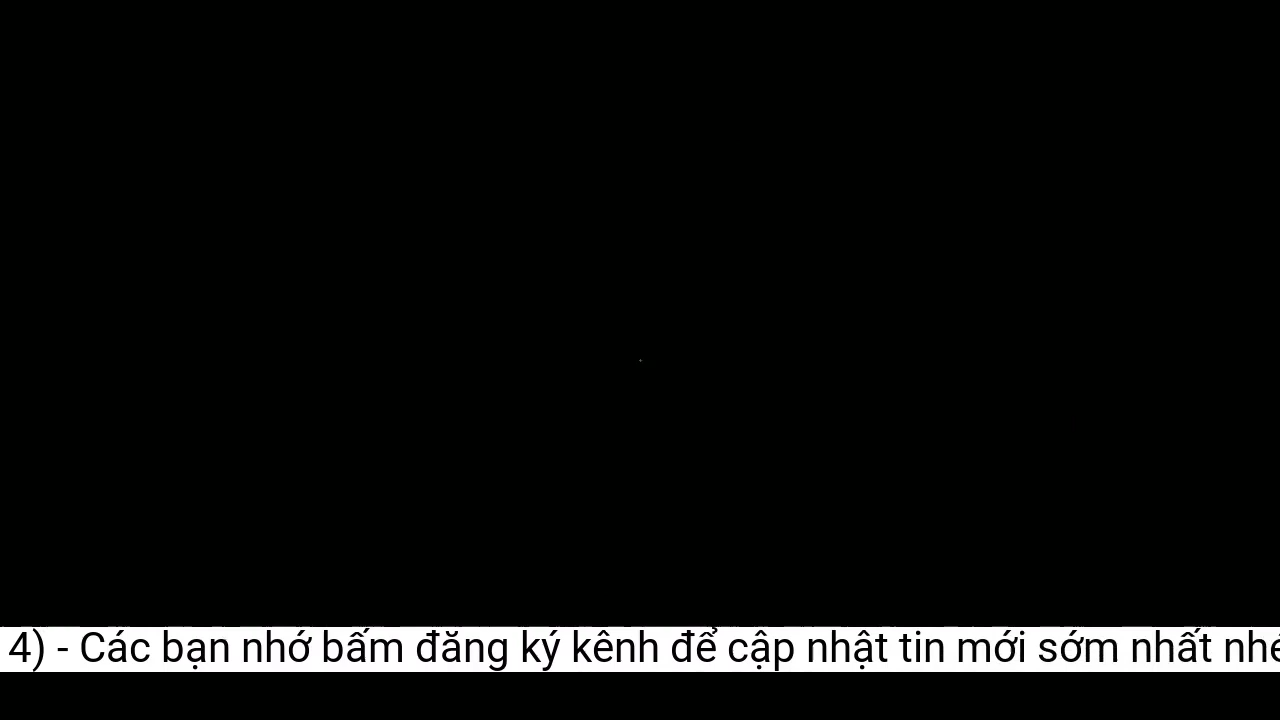 4) - Các bạn nhớ bấm đăng ký kênh để cập nhật tin mới sớm nhất